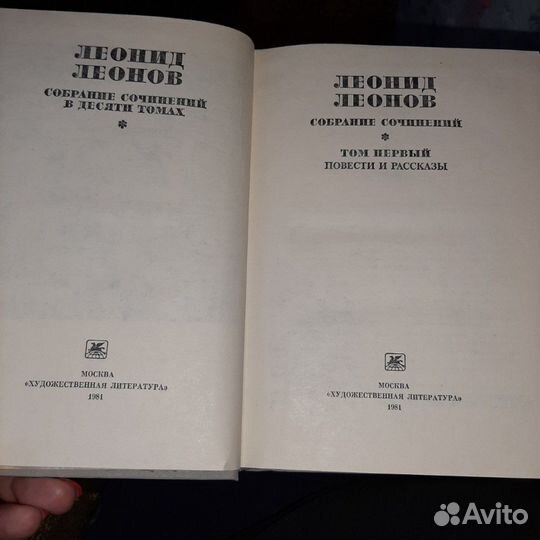 ЛЕОНИД
ЛЕОНОВ
СОБРАНИЕ СОЧИНЕНИЙ
В ДЕСЯТИ ТОМАХ
*
МОСКВА
«ХУДОЖЕСТВЕННАЯ ЛИТЕРАТУРА»
1981
ЛЕОНИД
ЛЕОНОВ
СОБРАНИЕ СОЧИНЕНИЙ
*
ТОМ ПЕРВЫЙ
ПОВЕСТИ И РАССКАЗЫ
МОСКВА
«ХУДОЖЕСТВЕННАЯ ЛИТЕРАТУРА»
1981
Avito